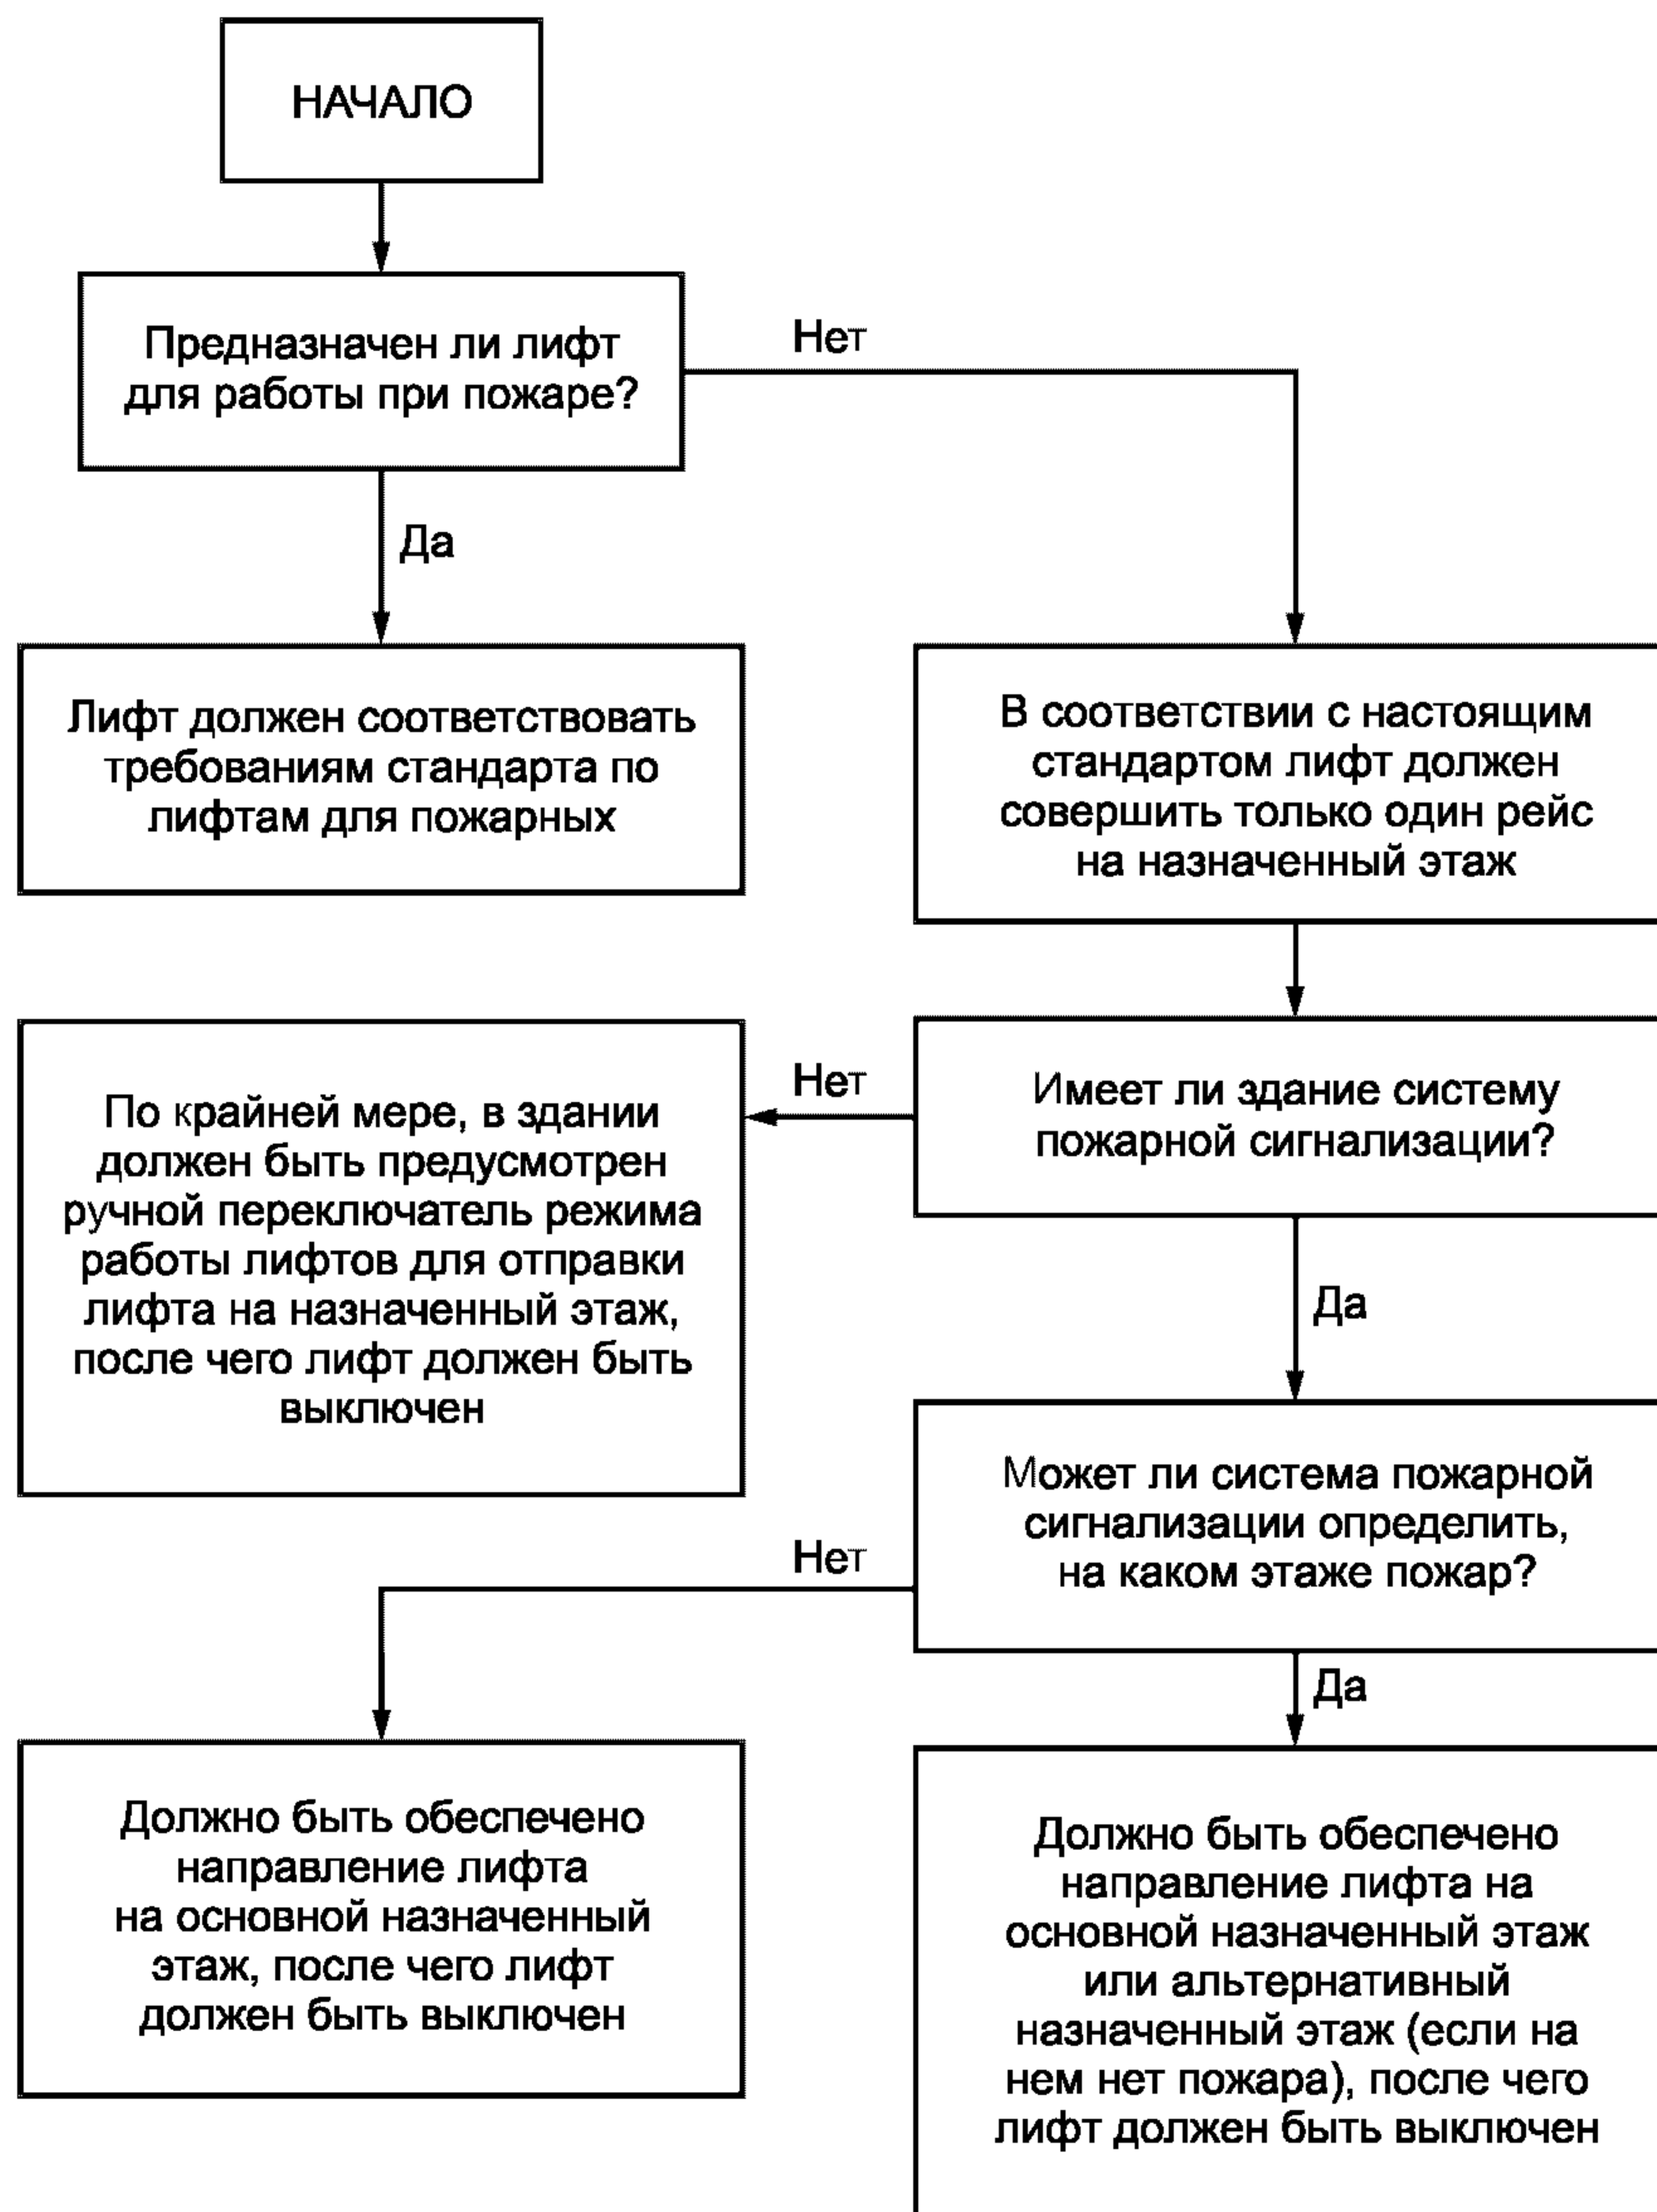 НАЧАЛО
Предназначен ли лифт
для работы при пожаре?
Нет
Да
Лифт должен соответствовать
требованиям стандарта по
лифтам для пожарных
В соответствии с настоящим
стандартом лифт должен
совершить только один рейс
на назначенный этаж
По крайней мере, в здании
должен быть предусмотрен
ручной переключатель режима
работы лифтов для отправки
лифта на назначенный этаж,
после чего лифт должен быть
выключен
Нет
Имеет ли здание систему
пожарной сигнализации?
Да
Может ли система пожарной
сигнализации определить,
на каком этаже пожар?
Нет
Да
Должно быть обеспечено
направление лифта
на основной назначенный
этаж, после чего лифт
должен быть выключен
Должно быть обеспечено
направление лифта на
основной назначенный этаж
или альтернативный
назначенный этаж (если на
нем нет пожара), после чего
лифт должен быть выключен